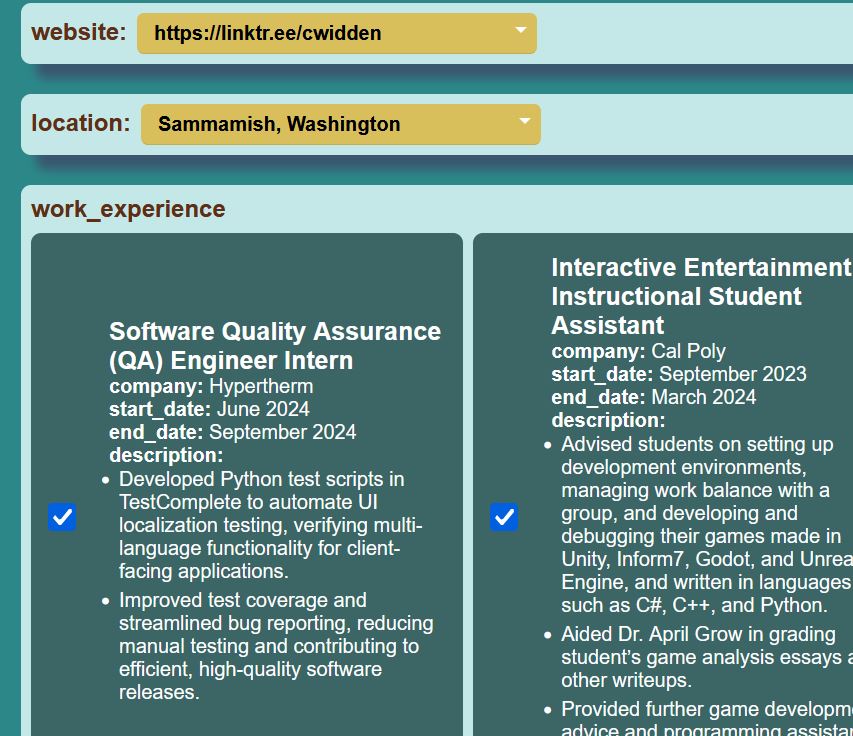 website: https://linktr.ee/cwidden
location: Sammamish, Washington
work_experience
Software Quality Assurance
(QA) Engineer Intern
company: Hypertherm
start_date: June 2024
end_date: September 2024
description:
• Developed Python test scripts in
TestComplete to automate UI
localization testing, verifying multi-
language functionality for client-
facing applications.
• Improved test coverage and
streamlined bug reporting, reducing
manual testing and contributing to
efficient, high-quality software
releases.
Interactive Entertainment
Instructional Student
Assistant
company: Cal Poly
start_date: September 2023
end_date: March 2024
description:
• Advised students on setting up
development environments,
managing work balance with a
group, and developing and
debugging their games made in
Unity, Inform7, Godot, and Unrea
Engine, and written in languages
such as C#, C++, and Python.
• Aided Dr. April Grow in grading
student's game analysis essays a
other writeups.
• Provided further game developm
advice and programming assistan